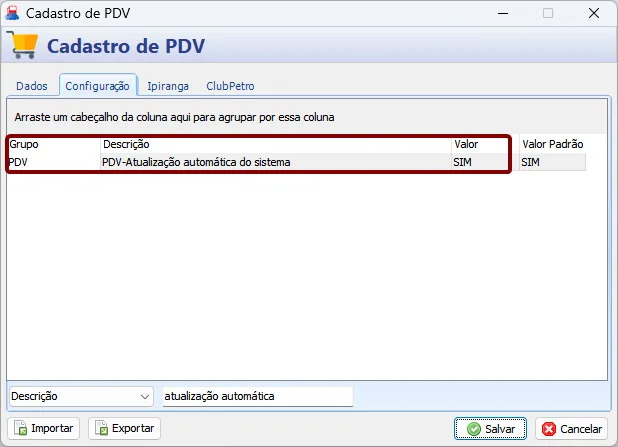 Cadastro de PDV
Cadastro de PDV
Dados Configuração Ipiranga ClubPetro
Arraste um cabeçalho da coluna aqui para agrupar por essa coluna
Grupo Descrição Valor Valor Padrão
PDV PDV-Atualização automática do sistema SIM SIM
Descrição atualização automática
Importar Exportar Salvar Cancelar